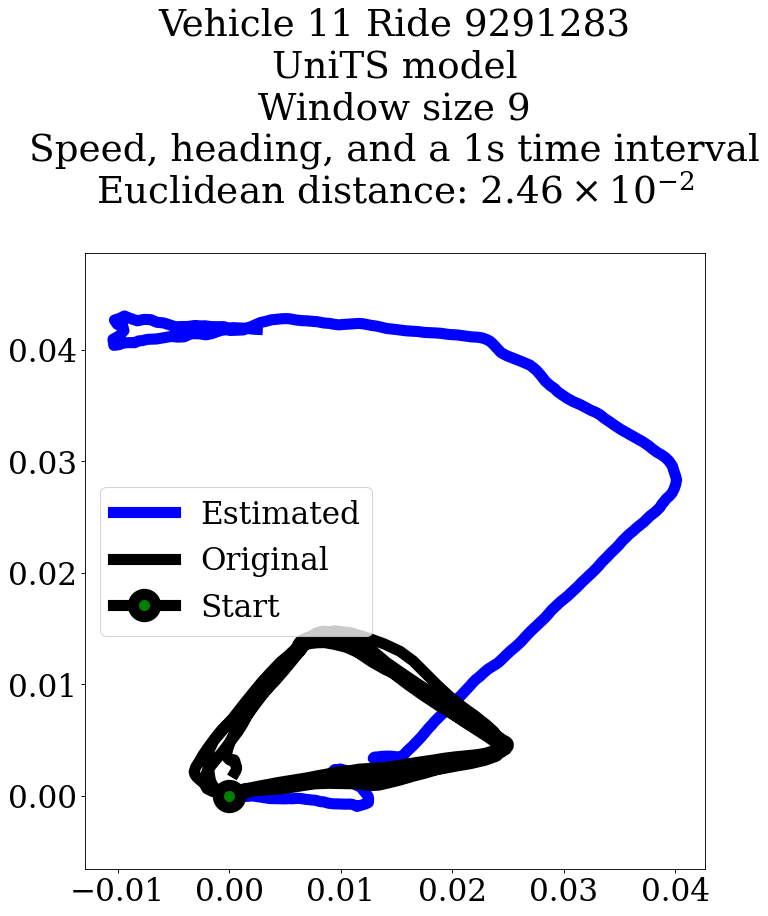 Vehicle 11 Ride 9291283
UniTS model
Window size 9
Speed, heading, and a 1s time interval
Euclidean distance: 2.46 × 10⁻²
0.04
0.03
0.02
0.01
0.00
Estimated
Original
Start
−0.01 0.00 0.01 0.02 0.03 0.04